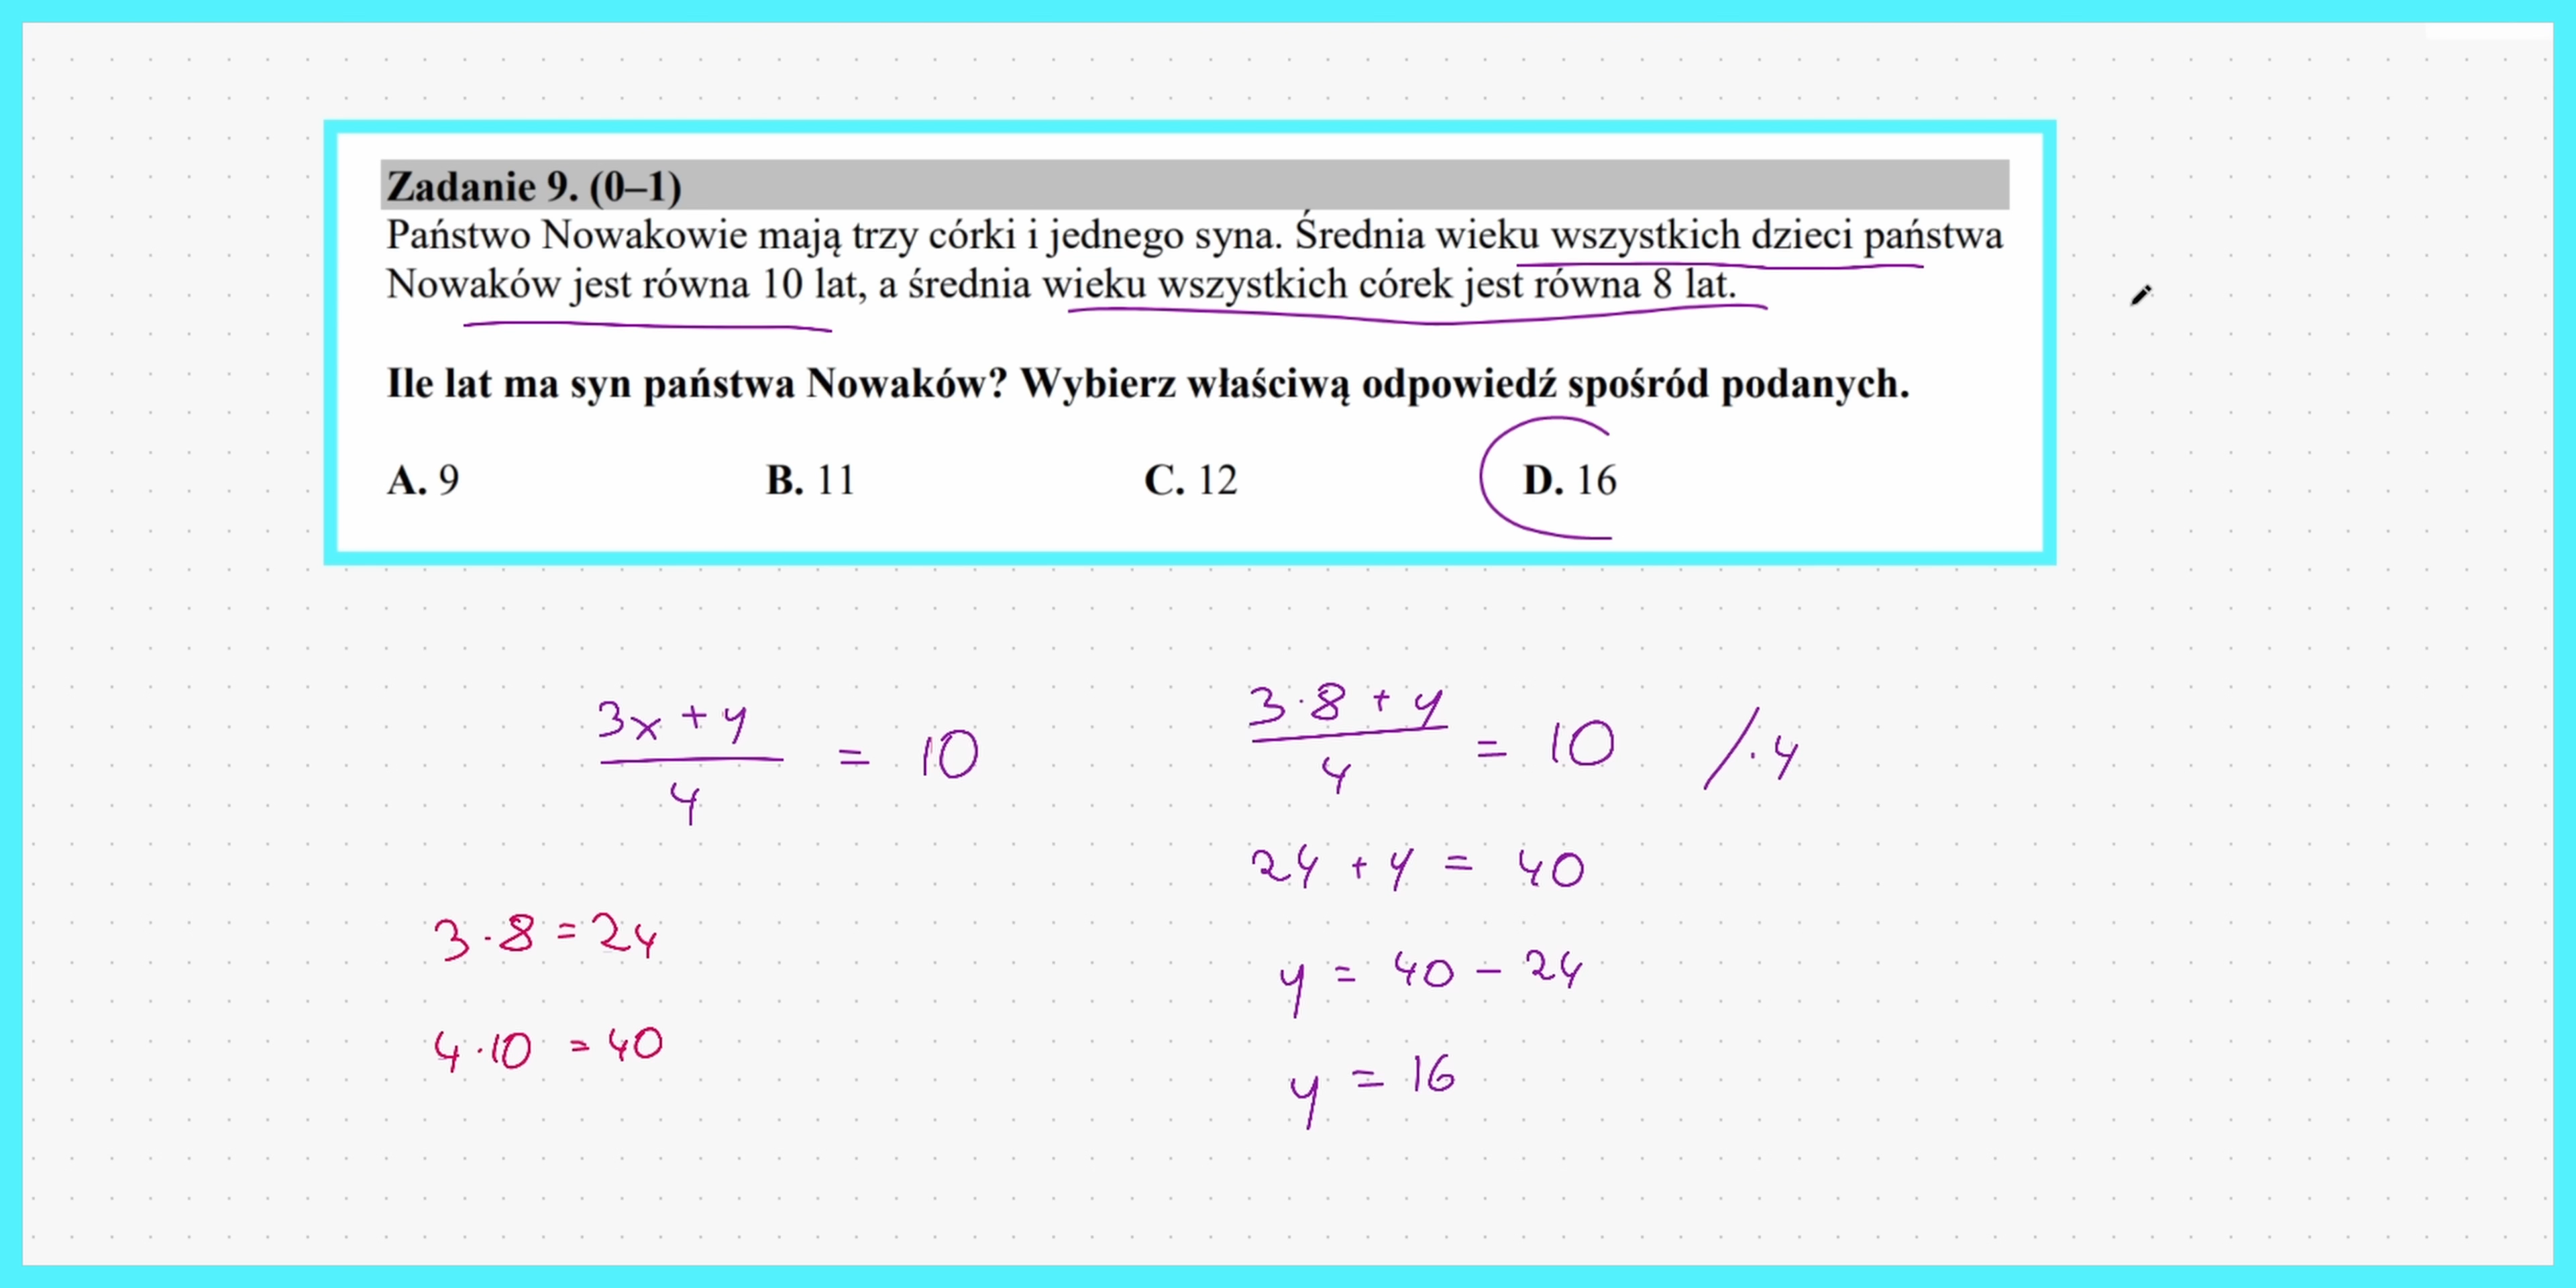 Zadanie 9. (0–1)
Państwo Nowakowie mają trzy córki i jednego syna. Średnia wieku wszystkich dzieci państwa
Nowaków jest równa 10 lat, a średnia wieku wszystkich córek jest równa 8 lat.
Ile lat ma syn państwa Nowaków? Wybierz właściwą odpowiedź spośród podanych.
A. 9 B. 11 C. 12 D. 16
3x + y
4
= 10
3·8 = 24
4·10 = 40
3·8 + y
4
= 10 /·4
24 + y = 40
y = 40 - 24
y = 16